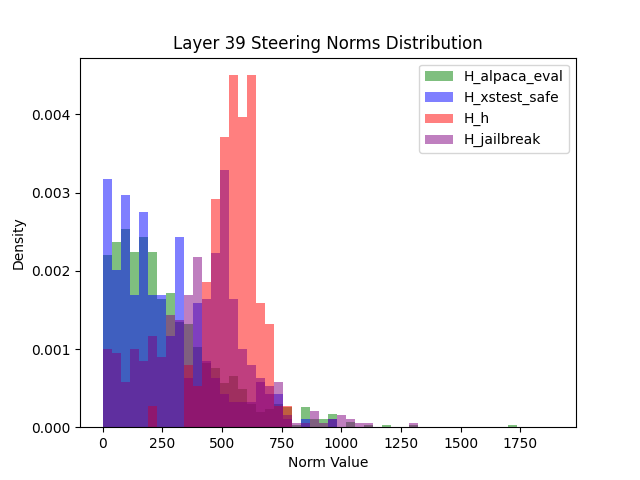 Layer 39 Steering Norms Distribution
H_alpaca_eval
H_xstest_safe
H_h
H_jailbreak
0.004
0.003
0.002
0.001
0.000
Density
0 250 500 750 1000 1250 1500 1750
Norm Value